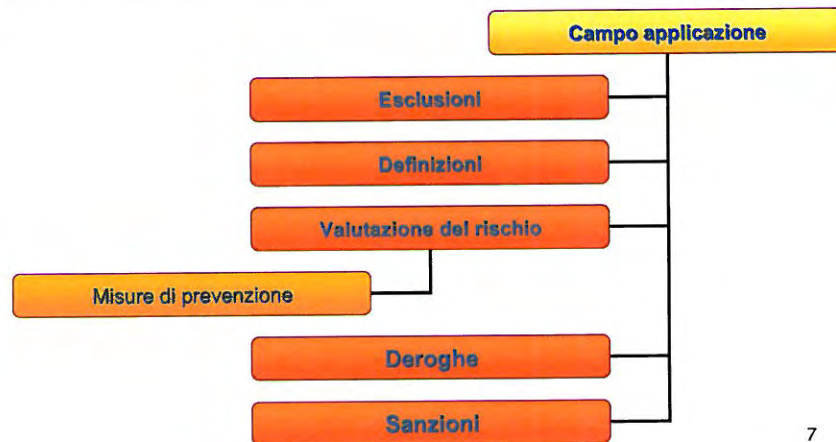 Campo applicazione
Esclusioni
Definizioni
Valutazione del rischio
Misure di prevenzione
Deroghe
Sanzioni
7